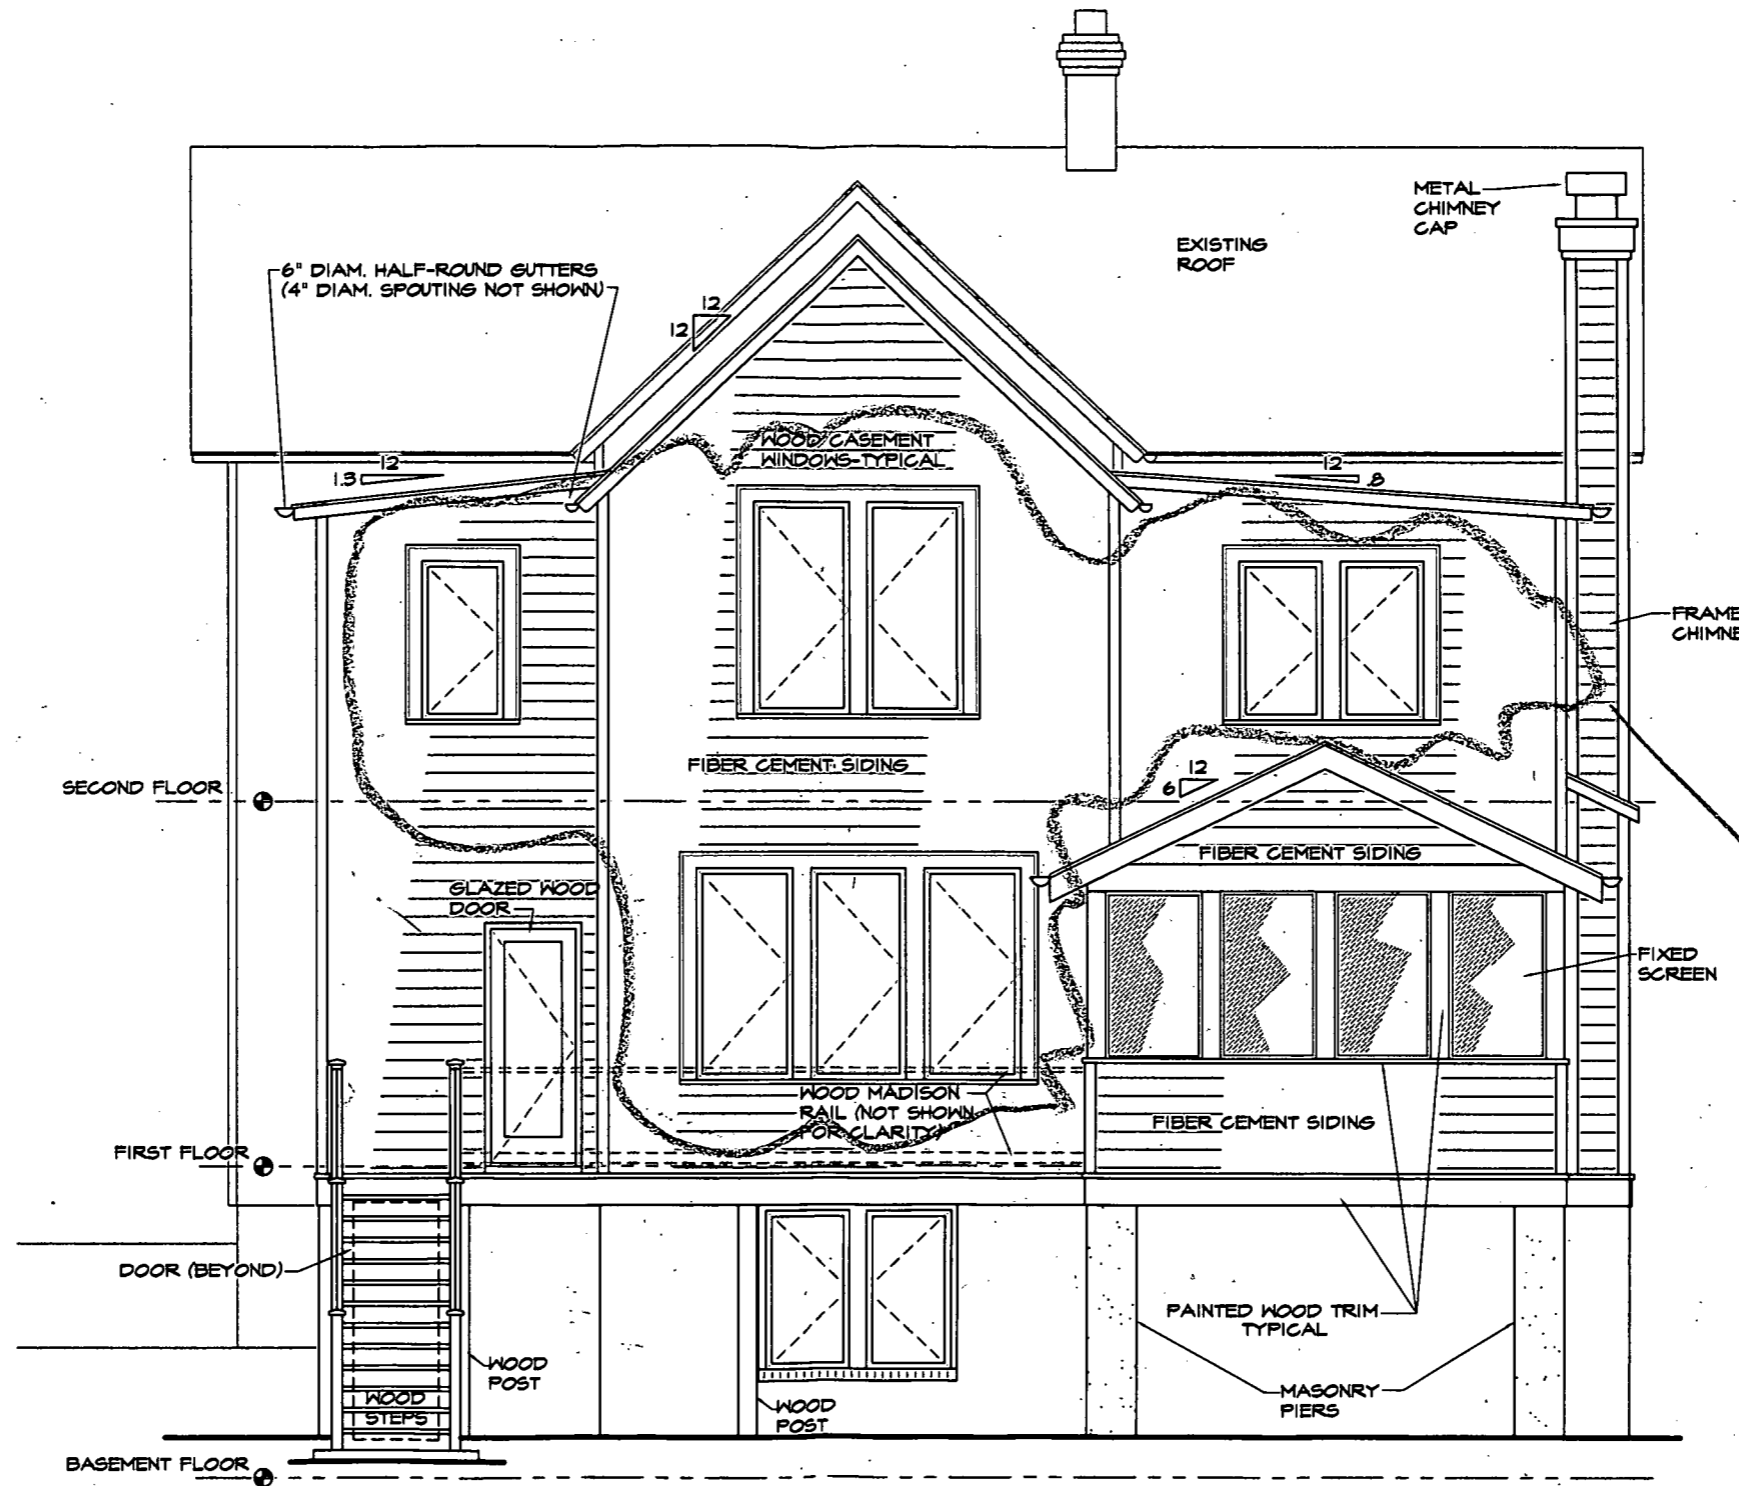 METAL
CHIMNEY
CAP
EXISTING
ROOF
6" DIAM. HALF-ROUND GUTTERS
(4" DIAM. SPOUTING NOT SHOWN)
12
12
WOOD CASEMENT
WINDOWS-TYPICAL
12
1.3
12
.8
FRAME
CHIMNE
FIBER CEMENT SIDING
SECOND FLOOR
12
6
FIBER CEMENT SIDING
GLAZED WOOD
DOOR
FIXED
SCREEN
WOOD MADISON
RAIL (NOT SHOWN
FOR CLARITY)
FIBER CEMENT SIDING
FIRST FLOOR
DOOR (BEYOND)
PAINTED WOOD TRIM
TYPICAL
WOOD
POST
WOOD
STEPS
WOOD
POST
MASONRY
PIERS
BASEMENT FLOOR